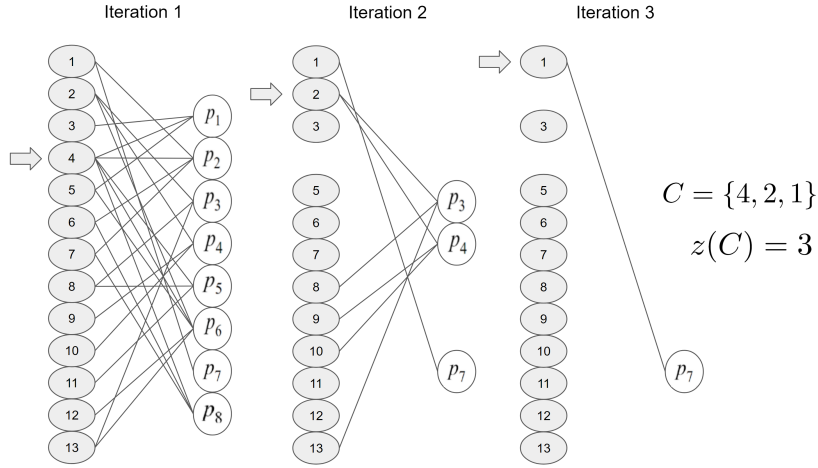 Iteration 1
1
2
3
4
5
6
7
8
9
10
11
12
13
p1
p2
p3
p4
p5
p6
p7
p8
Iteration 2
1
2
3
5
6
7
8
9
10
11
12
13
p3
p4
p7
Iteration 3
1
3
5
6
7
8
9
10
11
12
13
p7
C = {4, 2, 1}
z(C) = 3